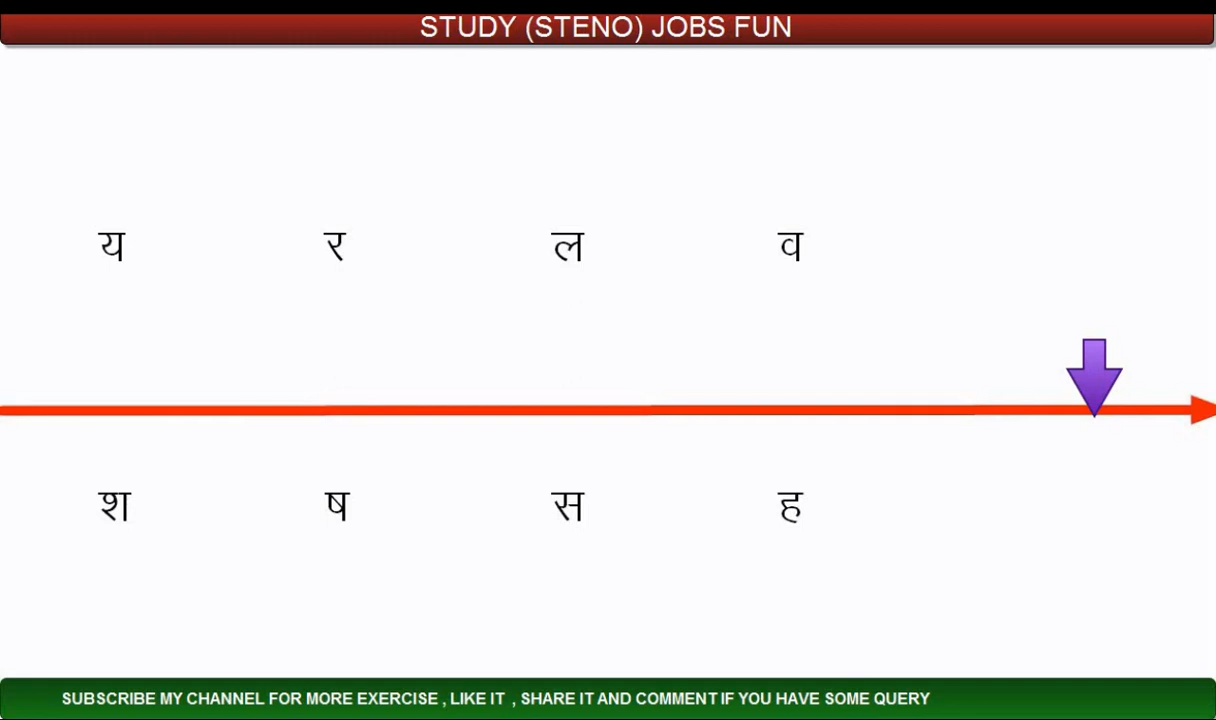 STUDY (STENO) JOBS FUN
य र ल व
श ष स ह
SUBSCRIBE MY CHANNEL FOR MORE EXERCISE , LIKE IT , SHARE IT AND COMMENT IF YOU HAVE SOME QUERY